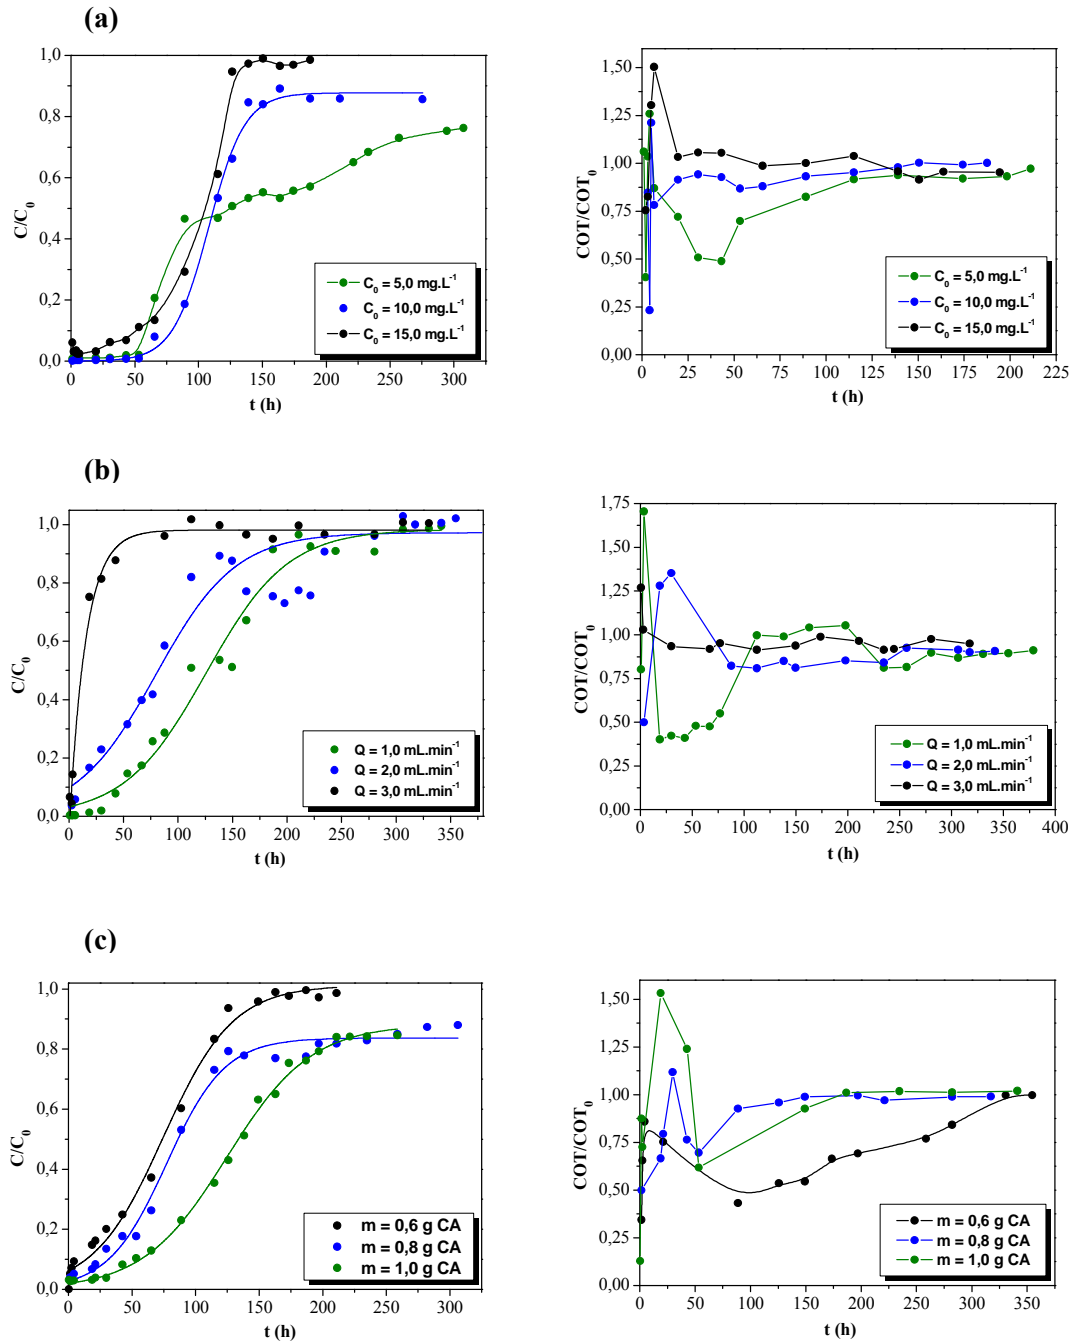 (a)
C/C₀
1,0
0,8
0,6
0,4
0,2
0,0
0 50 100 150 200 250 300
t (h)
C₀ = 5,0 mg.L⁻¹
C₀ = 10,0 mg.L⁻¹
C₀ = 15,0 mg.L⁻¹
COT/COT₀
1,50
1,25
1,00
0,75
0,50
0,25
0,00
0 25 50 75 100 125 150 175 200 225
t (h)
C₀ = 5,0 mg.L⁻¹
C₀ = 10,0 mg.L⁻¹
C₀ = 15,0 mg.L⁻¹
(b)
C/C₀
1,0
0,8
0,6
0,4
0,2
0,0
0 50 100 150 200 250 300 350
t (h)
Q = 1,0 mL.min⁻¹
Q = 2,0 mL.min⁻¹
Q = 3,0 mL.min⁻¹
COT/COT₀
1,75
1,50
1,25
1,00
0,75
0,50
0,25
0,00
0 50 100 150 200 250 300 350 400
t (h)
Q = 1,0 mL.min⁻¹
Q = 2,0 mL.min⁻¹
Q = 3,0 mL.min⁻¹
(c)
C/C₀
1,0
0,8
0,6
0,4
0,2
0,0
0 50 100 150 200 250 300
t (h)
m = 0,6 g CA
m = 0,8 g CA
m = 1,0 g CA
COT/COT₀
1,50
1,25
1,00
0,75
0,50
0,25
0,00
0 50 100 150 200 250 300 350
t (h)
m = 0,6 g CA
m = 0,8 g CA
m = 1,0 g CA